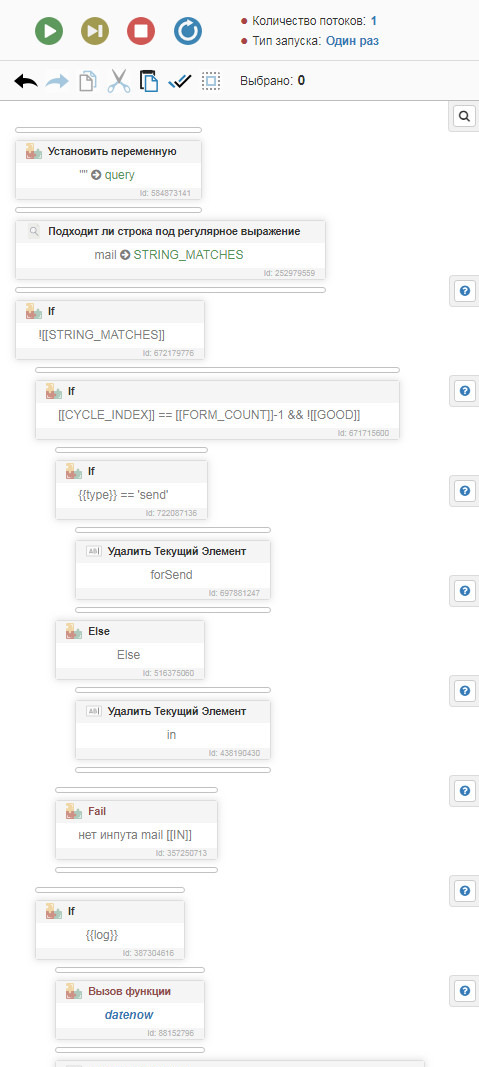 Количество потоков: 1
Тип запуска: Один раз
Выбрано: 0
Установить переменную
"" query
Id: 584873141
Подходит ли строка под регулярное выражение
mail STRING_MATCHES
Id: 252979559
If
![[STRING_MATCHES]]
Id: 672179776
If
[[CYCLE_INDEX]] == [[FORM_COUNT]]-1 && ![[GOOD]]
Id: 671715600
If
{{type}} == 'send'
Id: 722087136
Удалить Текущий Элемент
forSend
Id: 697881247
Else
Else
Id: 516375060
Удалить Текущий Элемент
in
Id: 438190430
Fail
нет инпута mail [[IN]]
Id: 357250713
If
{{log}}
Id: 387304616
Вызов функции
datenow
Id: 88152796